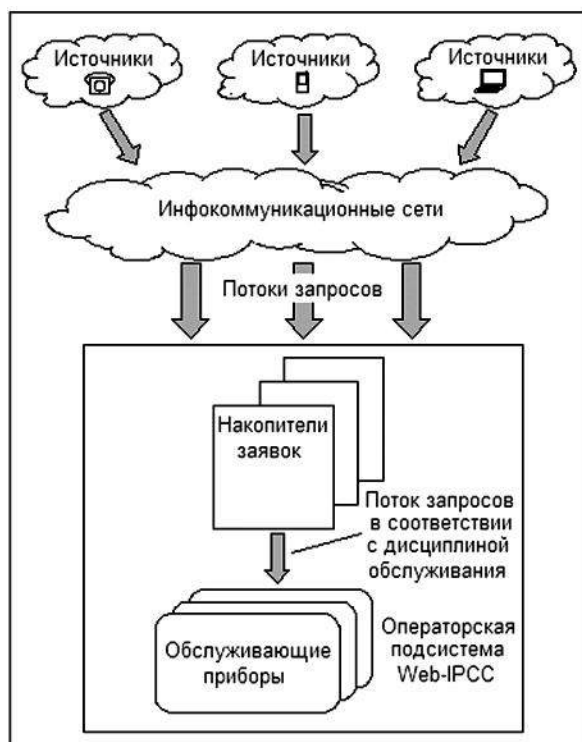 Источники
Источники
Источники
Инфокоммуникационные сети
Потоки запросов
Накопители
заявок
Поток запросов
в соответствии
с дисциплиной
обслуживания
Обслуживающие
приборы
Операторская
подсистема
Web-IPCC